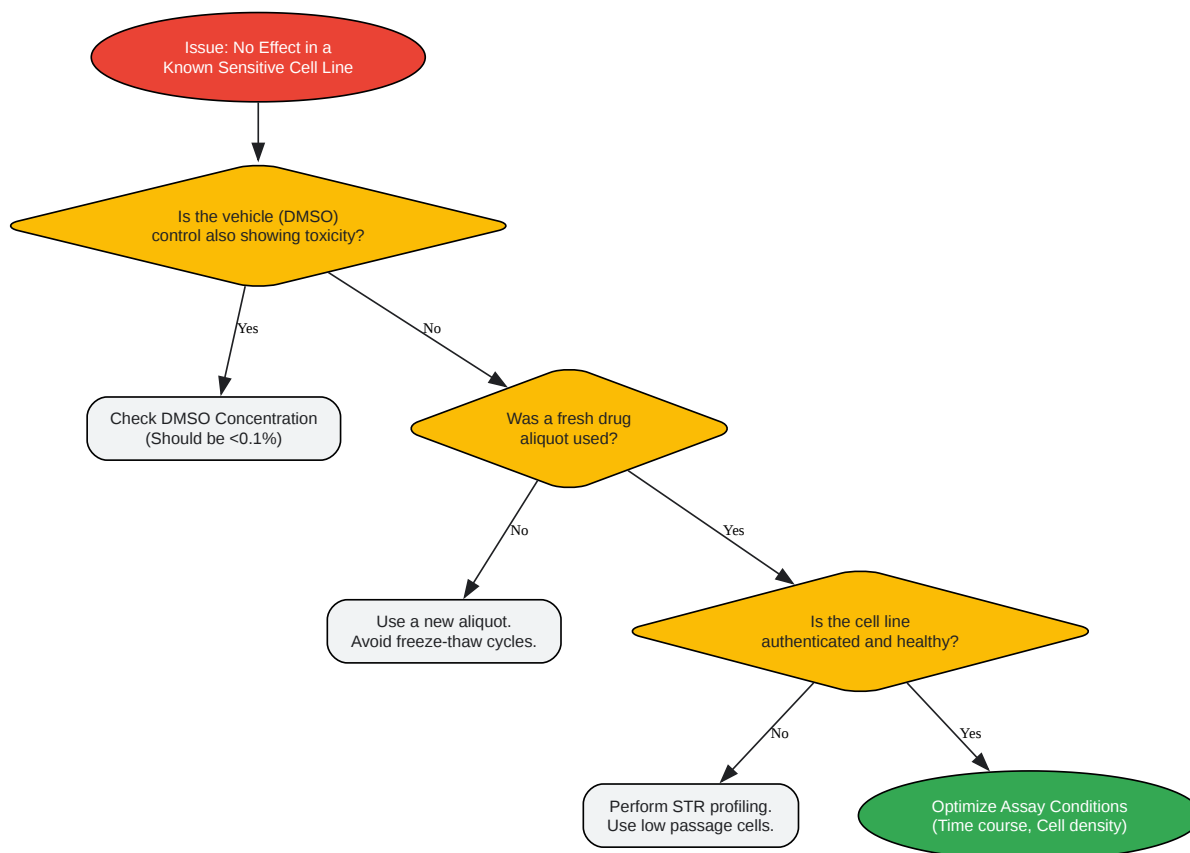 Issue: No Effect in a
Known Sensitive Cell Line
Is the vehicle (DMSO)
control also showing toxicity?
Yes
No
Check DMSO Concentration
(Should be <0.1%)
Was a fresh drug
aliquot used?
No
Yes
Use a new aliquot.
Avoid freeze-thaw cycles.
Is the cell line
authenticated and healthy?
No
Yes
Perform STR profiling.
Use low passage cells.
Optimize Assay Conditions
(Time course, Cell density)